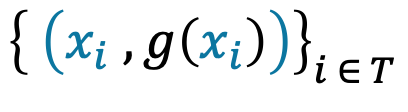 { (xᵢ , g(xᵢ)) }ᵢ ∈ T